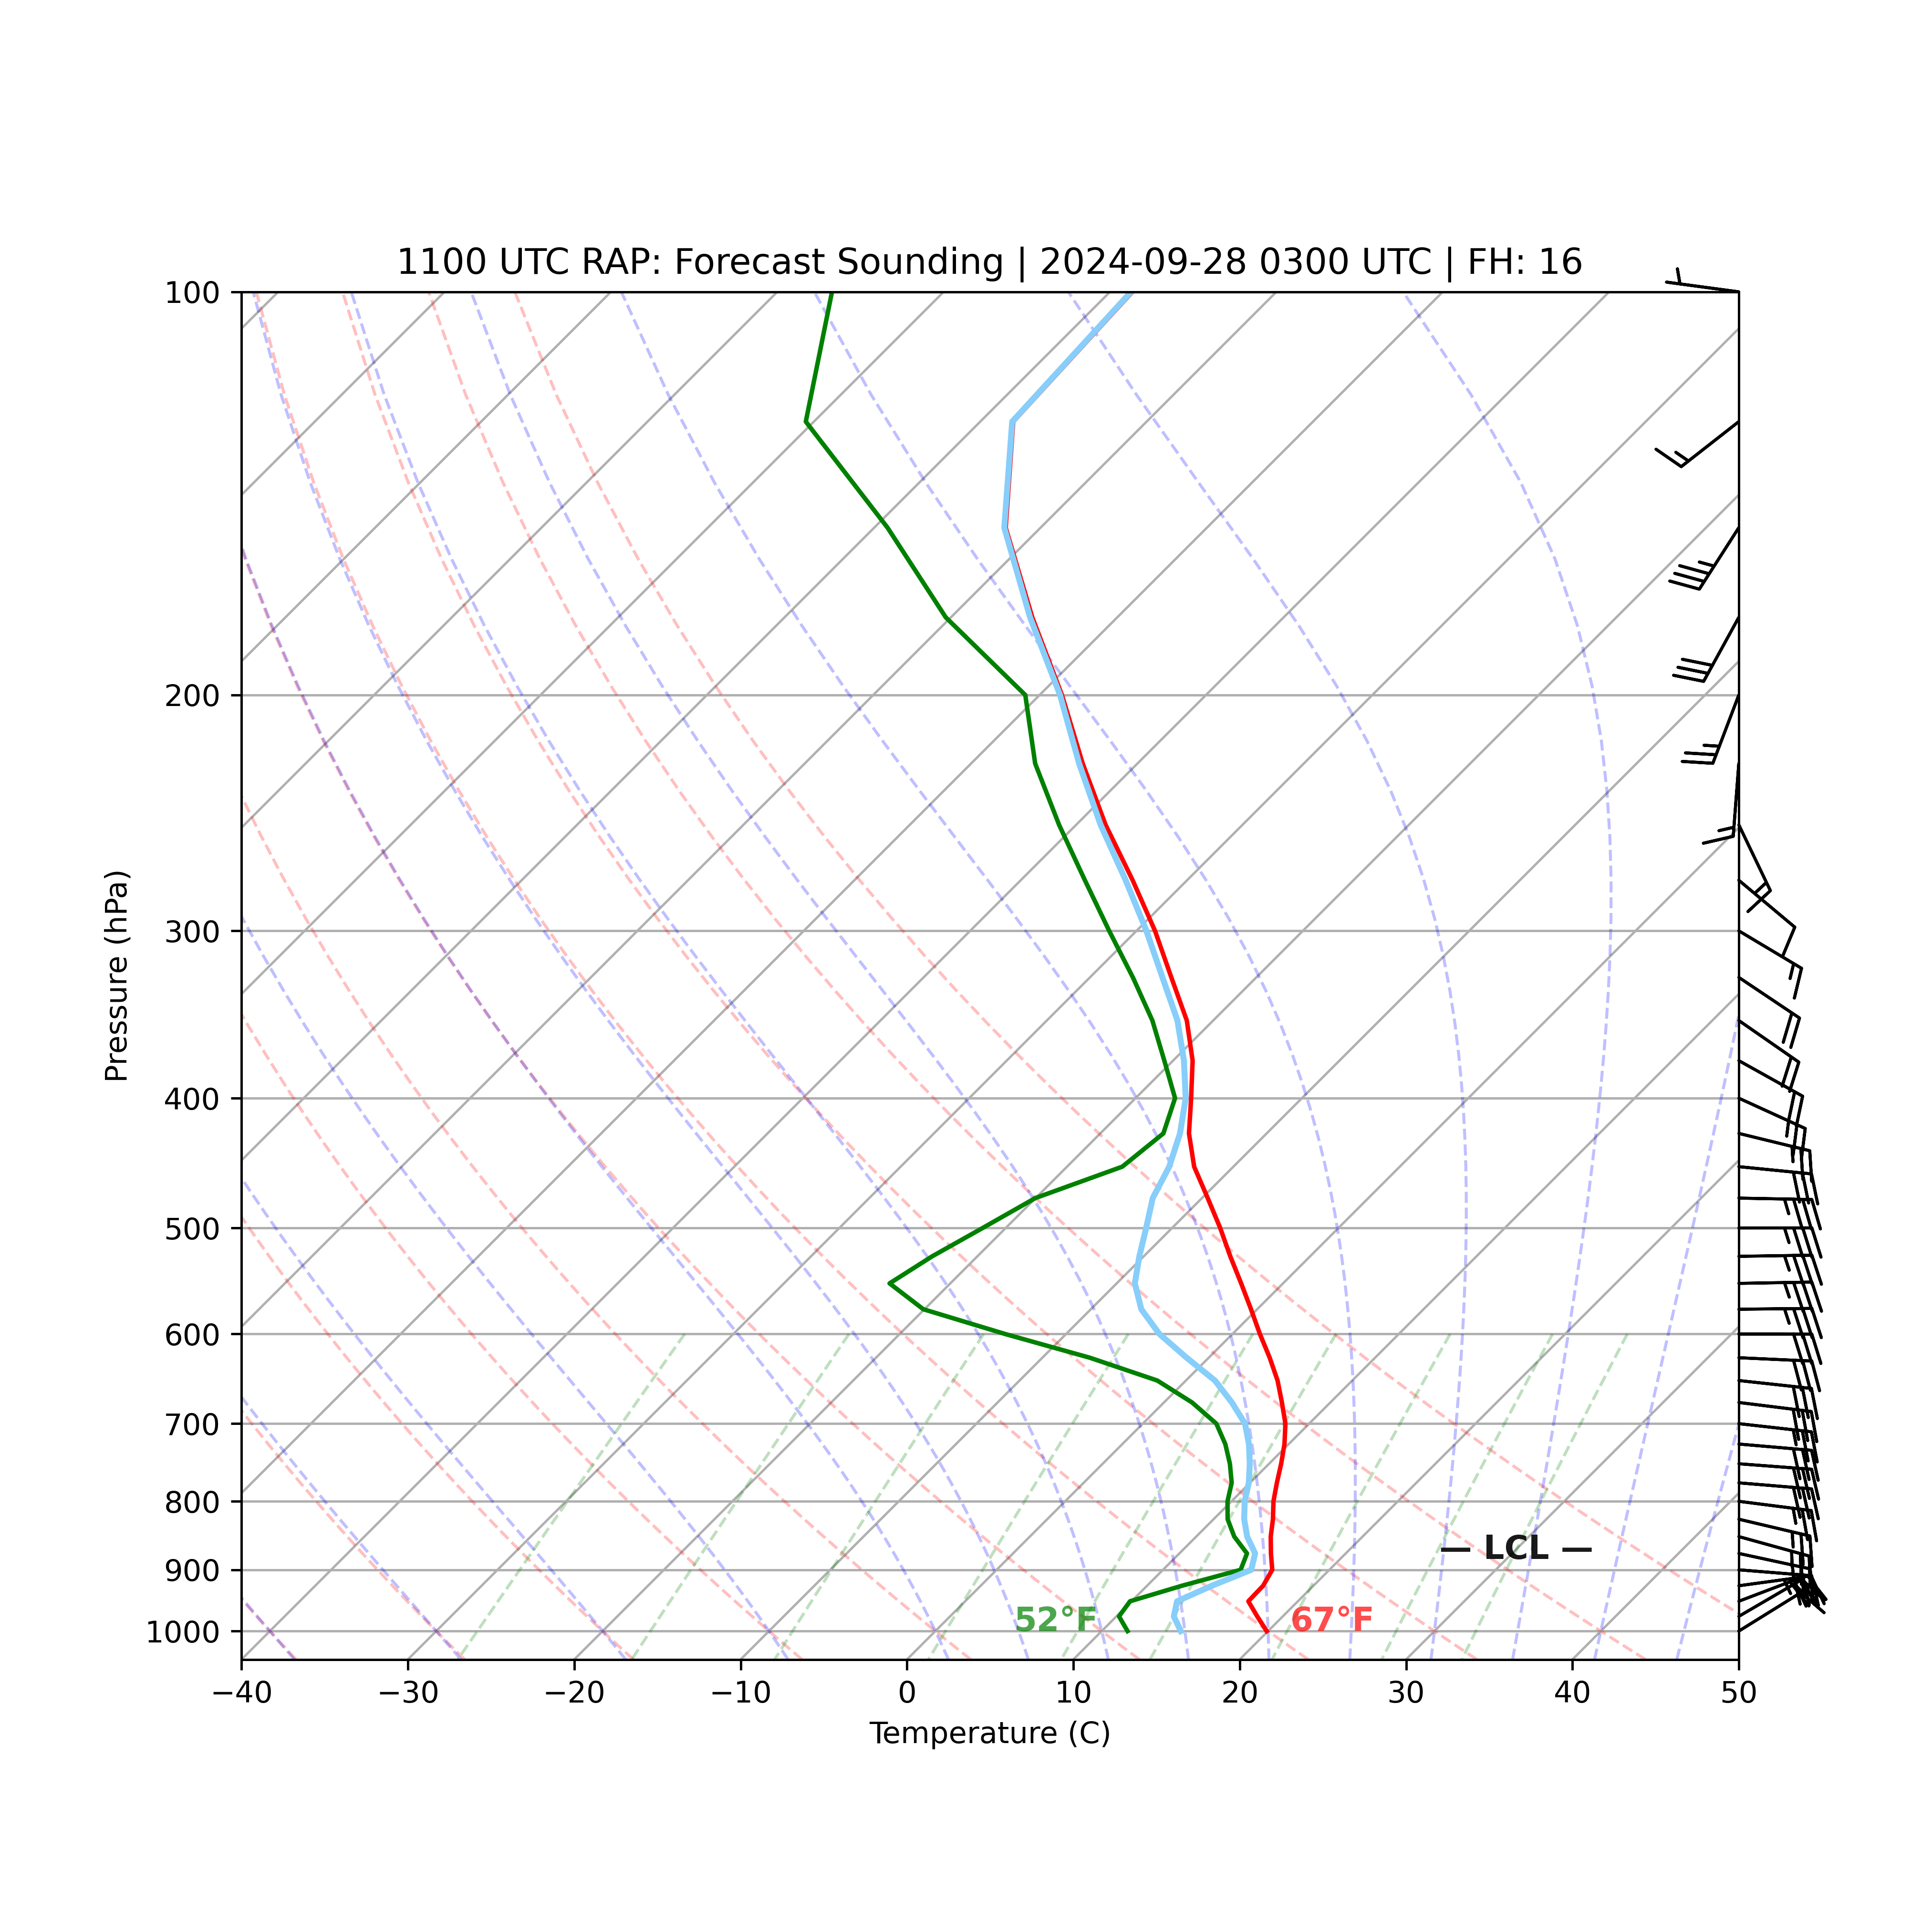 1100 UTC RAP: Forecast Sounding | 2024-09-28 0300 UTC | FH: 16
100
200
300
400
500
600
700
800
900
1000
Pressure (hPa)
— LCL —
52°F
67°F
−40 −30 −20 −10 0 10 20 30 40 50
Temperature (C)